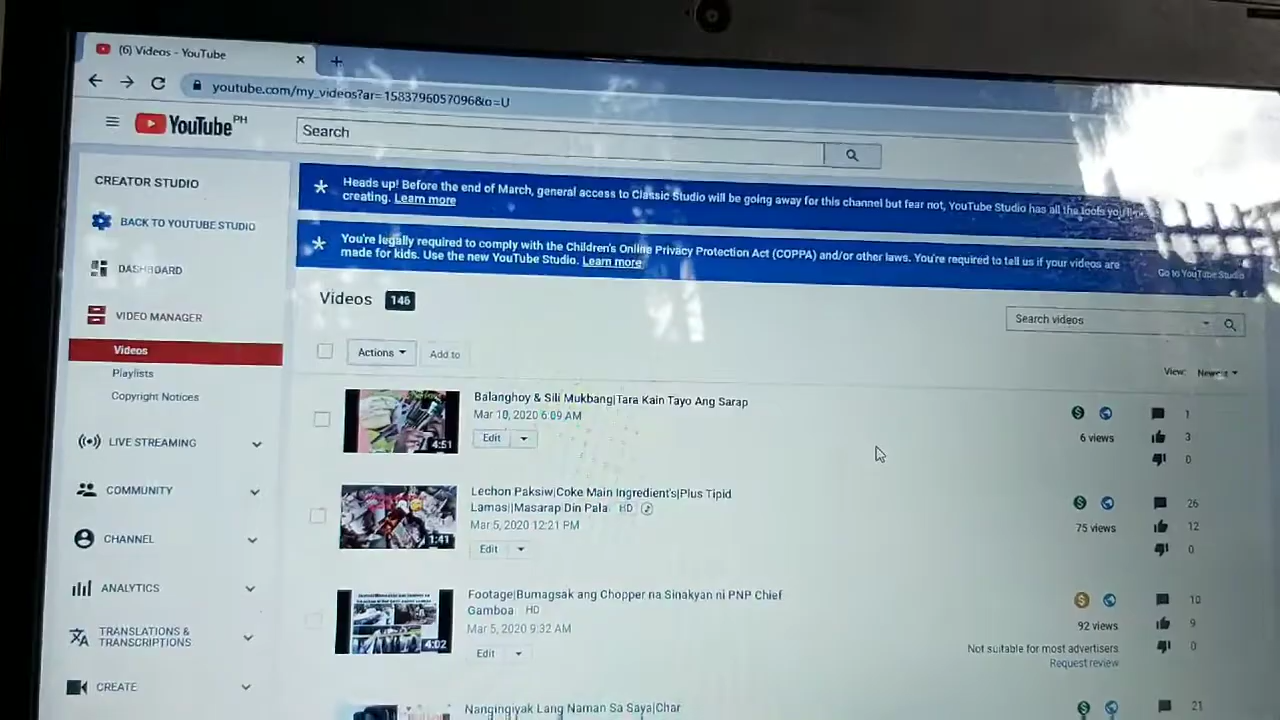 (6) Videos - YouTube
youtube.com/my_videos?ar=1583796057096&o=U
YouTube PH
Search
CREATOR STUDIO
BACK TO YOUTUBE STUDIO
DASHBOARD
VIDEO MANAGER
Videos
Playlists
Copyright Notices
LIVE STREAMING
COMMUNITY
CHANNEL
ANALYTICS
TRANSLATIONS &
TRANSCRIPTIONS
CREATE
Heads up! Before the end of March, general access to Classic Studio will be going away for this channel but fear not, YouTube Studio has all the tools
creating. Learn more
You're legally required to comply with the Children's Online Privacy Protection Act (COPPA) and/or other laws. You're required to tell us if your videos are
made for kids. Use the new YouTube Studio. Learn more
Go to YouTube Studio
Videos 146
Search videos
Actions
Add to
View: Newest
Balanghoy & Sili Mukbang|Tara Kain Tayo Ang Sarap
Mar 10, 2020 6:09 AM
Edit
4:51
6 views
1
3
0
Lechon Paksiw|Coke Main Ingredient's|Plus Tipid
Lamas||Masarap Din Pala HD
Mar 5, 2020 12:21 PM
Edit
1:41
75 views
26
12
0
Footage|Bumagsak ang Chopper na Sinakyan ni PNP Chief
Gamboa HD
Mar 5, 2020 9:32 AM
Edit
4:02
92 views
10
9
0
Not suitable for most advertisers
Request review
Nangingiyak Lang Naman Sa Saya|Char
21